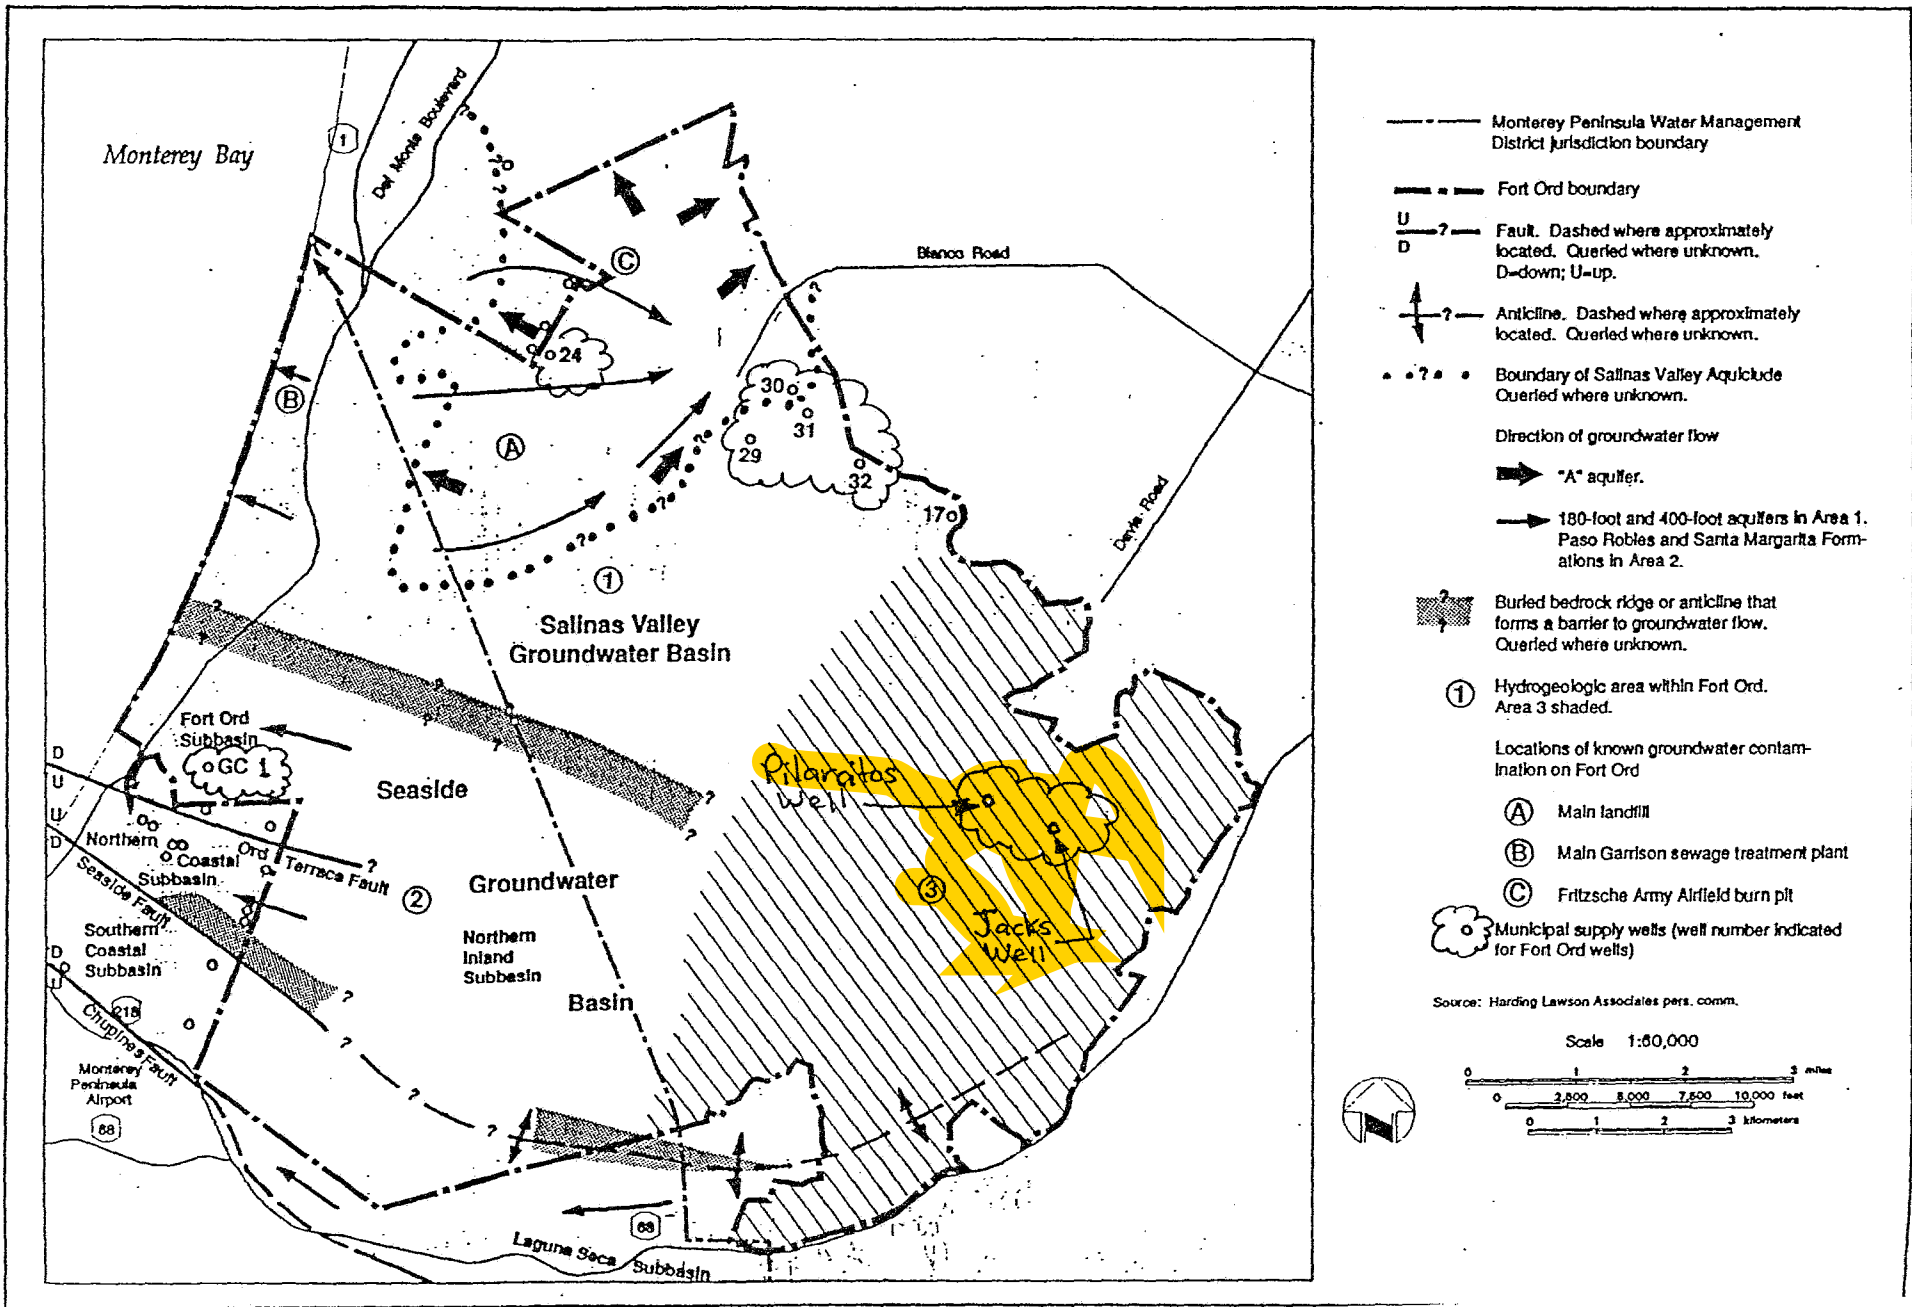 Monterey Bay
1
Del Monte Boulevard
Blanco Road
Davis Road
C
24
B
A
30
31
29
32
17
1
Salinas Valley
Groundwater Basin
Fort Ord
Subbasin
GC 1
Seaside
Pilarcitos
Well
Northern
Coastal
Subbasin
Ord Terrace Fault
Seaside Fault
2
Groundwater
3
Jacks
Well
Southern
Coastal
Subbasin
Northern
Inland
Subbasin
Basin
218
Chupines Fault
Monterey
Peninsula
Airport
68
68
Laguna Seca Subbasin
D
U
U
D
D
U
Monterey Peninsula Water Management
District jurisdiction boundary
Fort Ord boundary
U
?
D
Fault. Dashed where approximately
located. Queried where unknown.
D=down; U=up.
?
Anticline. Dashed where approximately
located. Queried where unknown.
?
Boundary of Salinas Valley Aquiclude
Queried where unknown.
Direction of groundwater flow
"A" aquifer.
180-foot and 400-foot aquifers in Area 1.
Paso Robles and Santa Margarita Form-
ations in Area 2.
?
?
Buried bedrock ridge or anticline that
forms a barrier to groundwater flow.
Queried where unknown.
1
Hydrogeologic area within Fort Ord.
Area 3 shaded.
Locations of known groundwater contam-
ination on Fort Ord
A Main landfill
B Main Garrison sewage treatment plant
C Fritzsche Army Airfield burn pit
Municipal supply wells (well number indicated
for Fort Ord wells)
Source: Harding Lawson Associates pers. comm.
Scale 1:60,000
0 1 2 3 miles
0 2,500 5,000 7,500 10,000 feet
0 1 2 3 kilometers
N